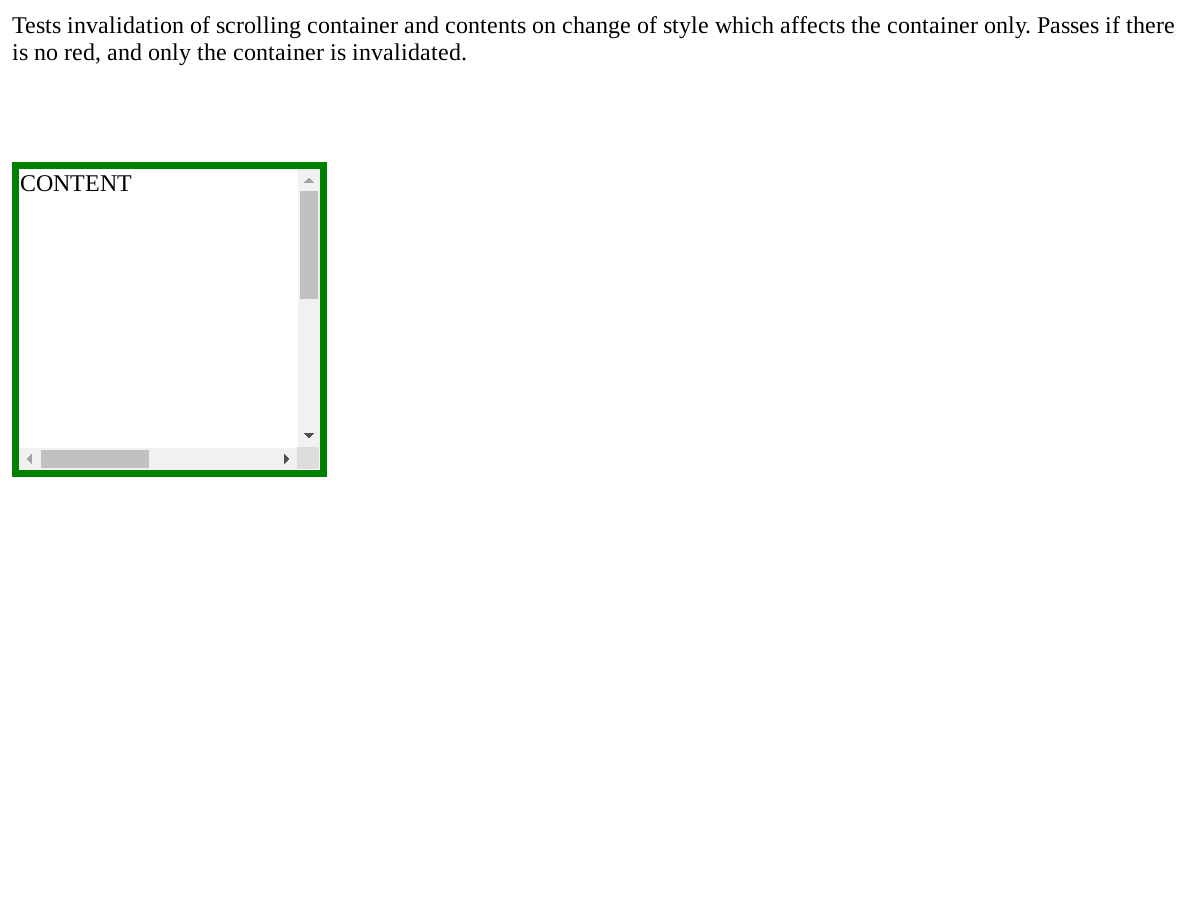 Tests invalidation of scrolling container and contents on change of style which affects the container only. Passes if there
is no red, and only the container is invalidated.
CONTENT